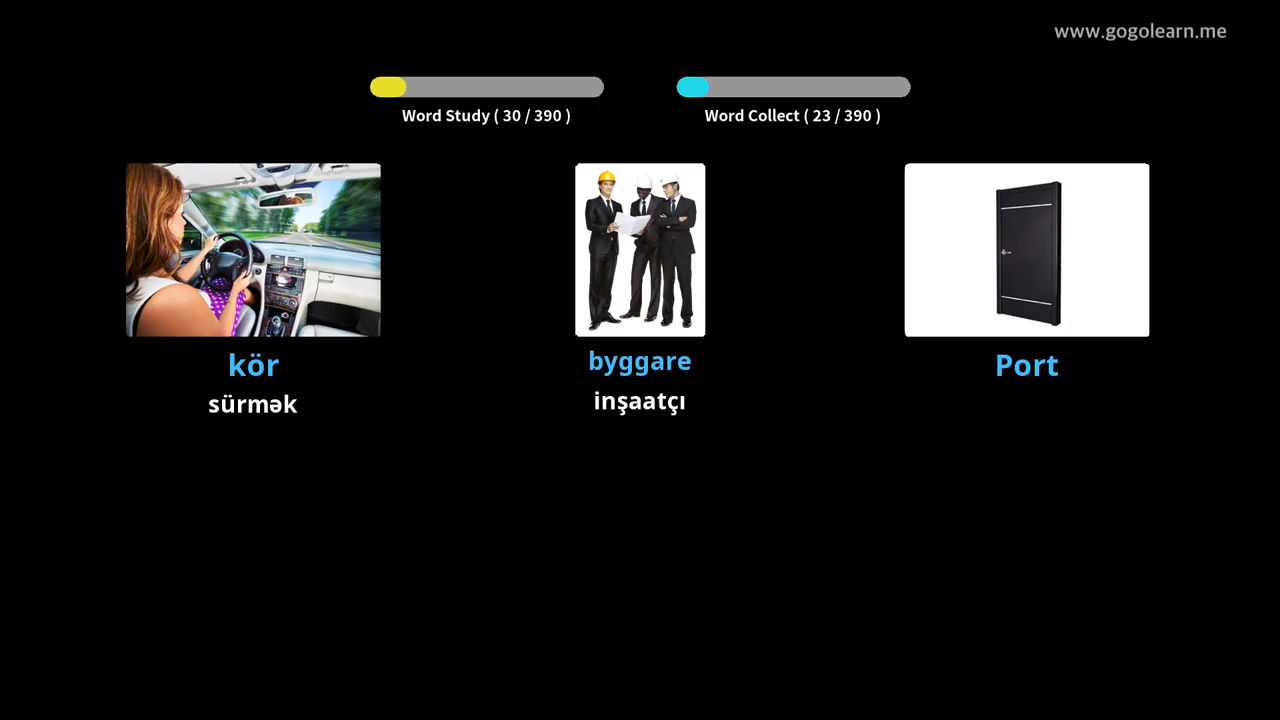 www.gogolearn.me
Word Study ( 30 / 390 )
Word Collect ( 23 / 390 )
kör
byggare
Port
sürmək
inşaatçı